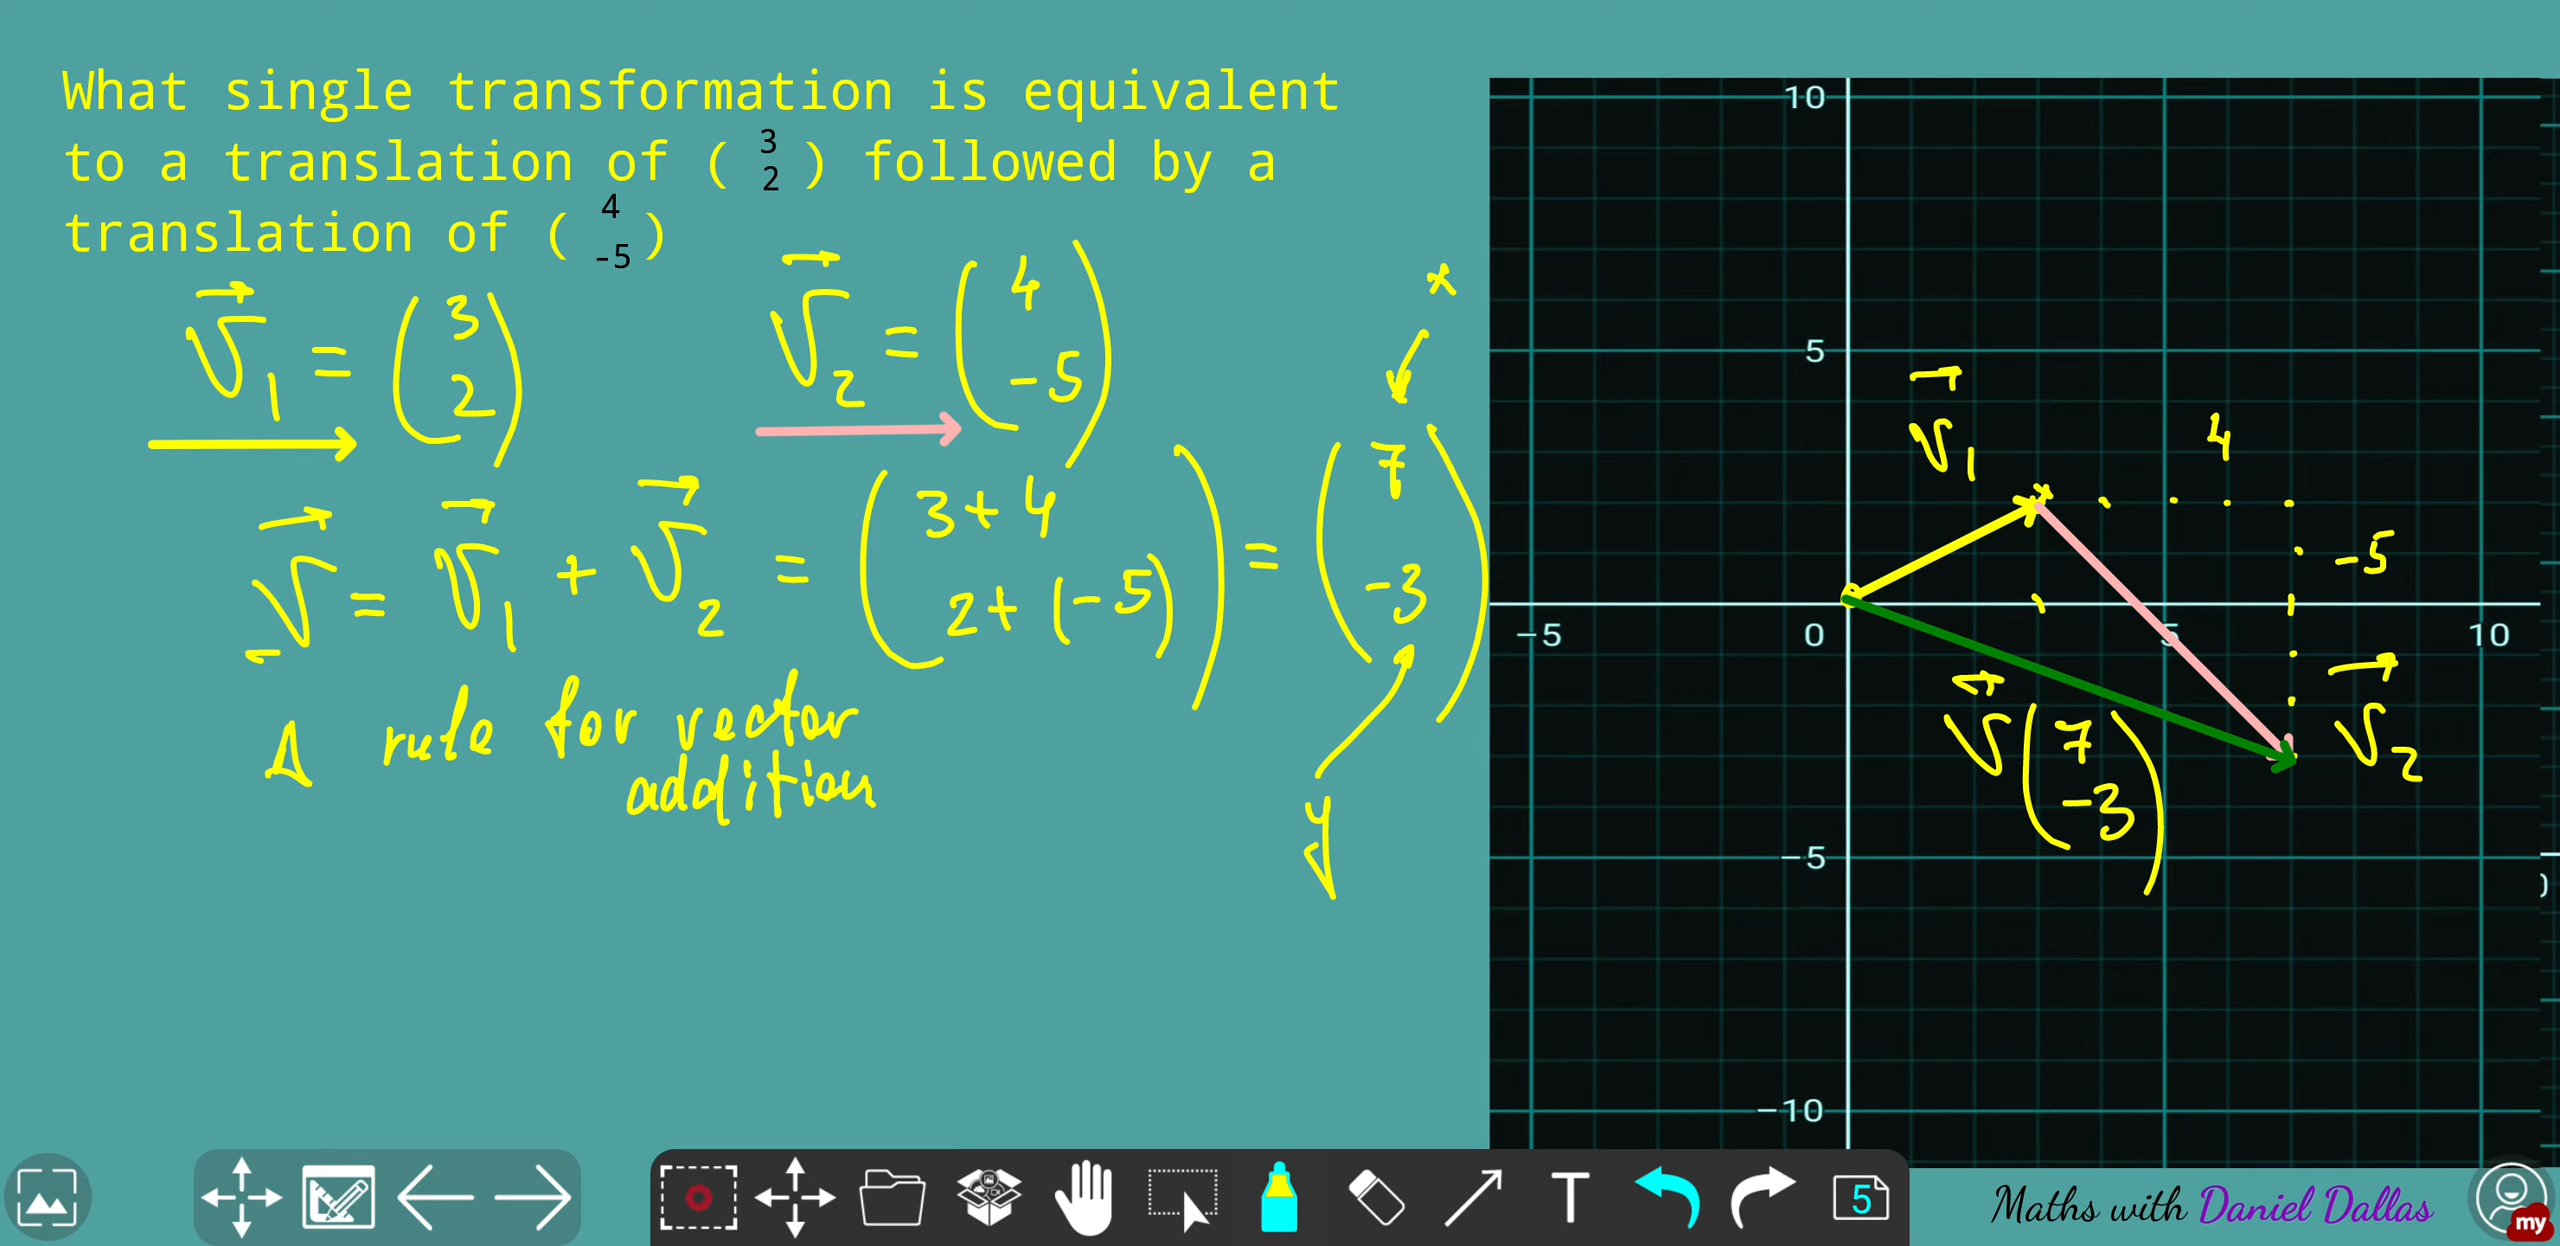 What single transformation is equivalent
to a translation of ( 3 2 ) followed by a
translation of ( 4 -5 )
V₁ = ( 3 2 )
V₂ = ( 4 -5 )
x
V = V₁ + V₂ = ( 3+4 2+(-5) ) = ( 7 -3 )
A rule for vector
addition
y
10
5
-5
0
5
10
-5
-10
V₁
4
-5
V ( 7 -3 )
V₂
T
5
Maths with Daniel Dallas
my